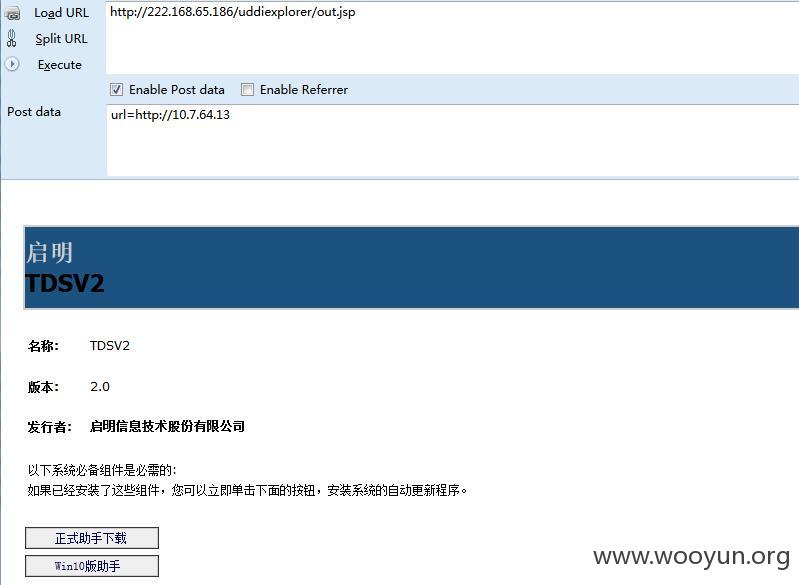 Load URL
http://222.168.65.186/uddiexplorer/out.jsp
Split URL
Execute
Enable Post data
Enable Referrer
Post data
url=http://10.7.64.13
启明
TDSV2
名称： TDSV2
版本： 2.0
发行者： 启明信息技术股份有限公司
以下系统必备组件是必需的：
如果已经安装了这些组件，您可以立即单击下面的按钮，安装系统的自动更新程序。
正式助手下载
Win10版助手
www.wooyun.org